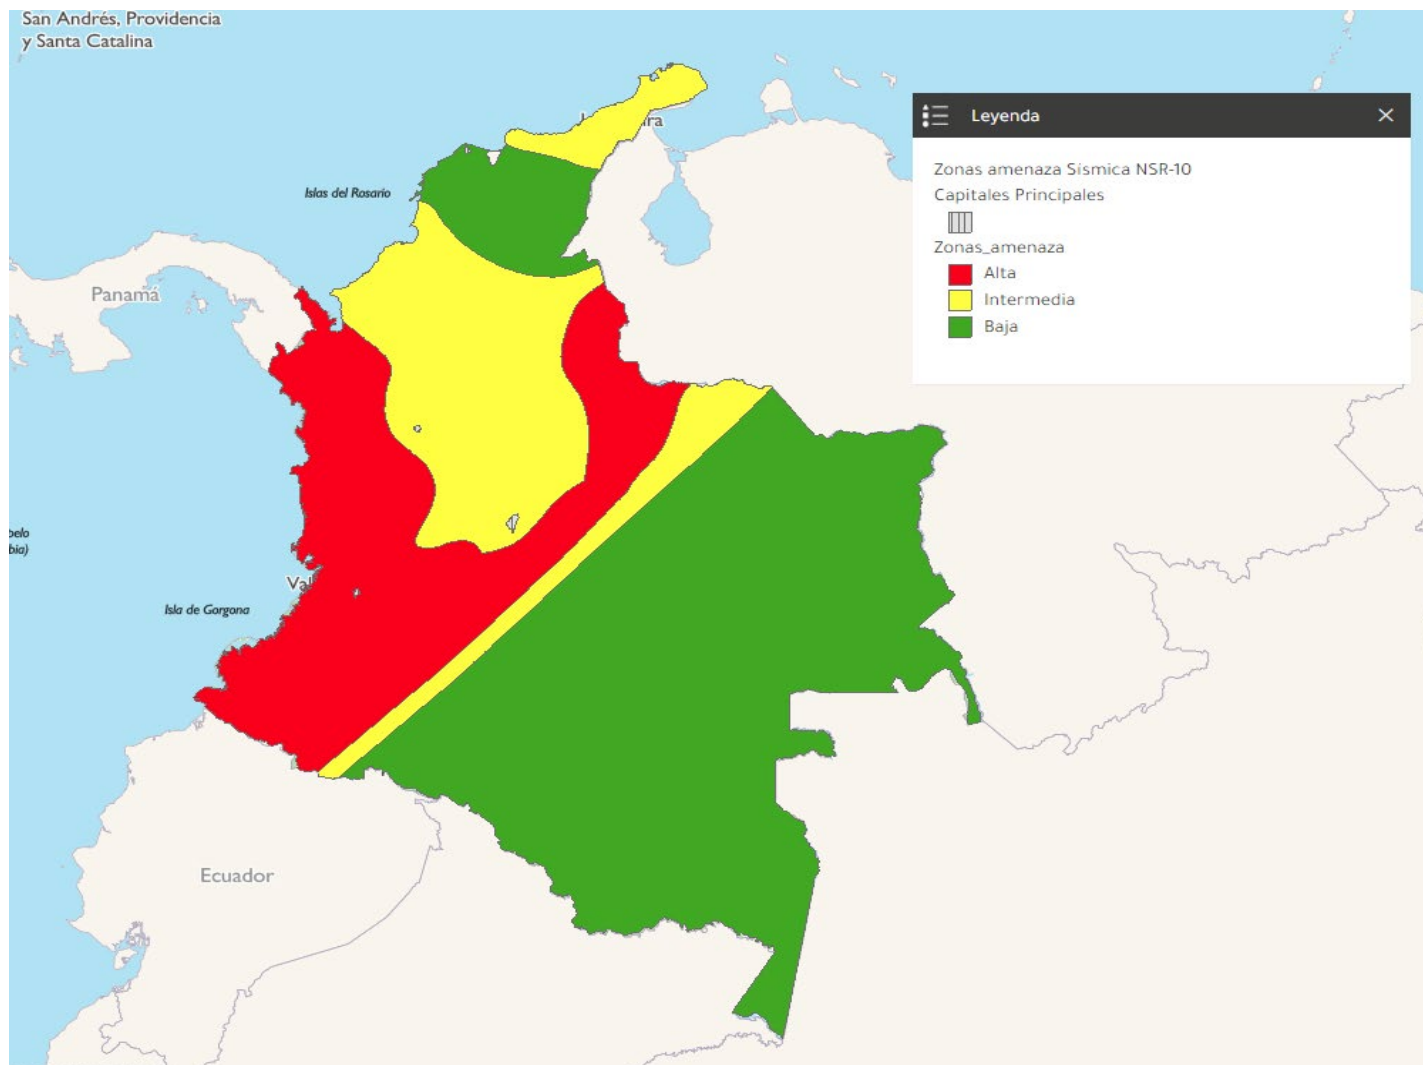 San Andrés, Providencia
y Santa Catalina
Leyenda
Islas del Rosario
Zonas amenaza Sísmica NSR-10
Capitales Principales
Zonas_amenaza
Alta
Intermedia
Baja
Panamá
Isla de Gorgona
Ecuador